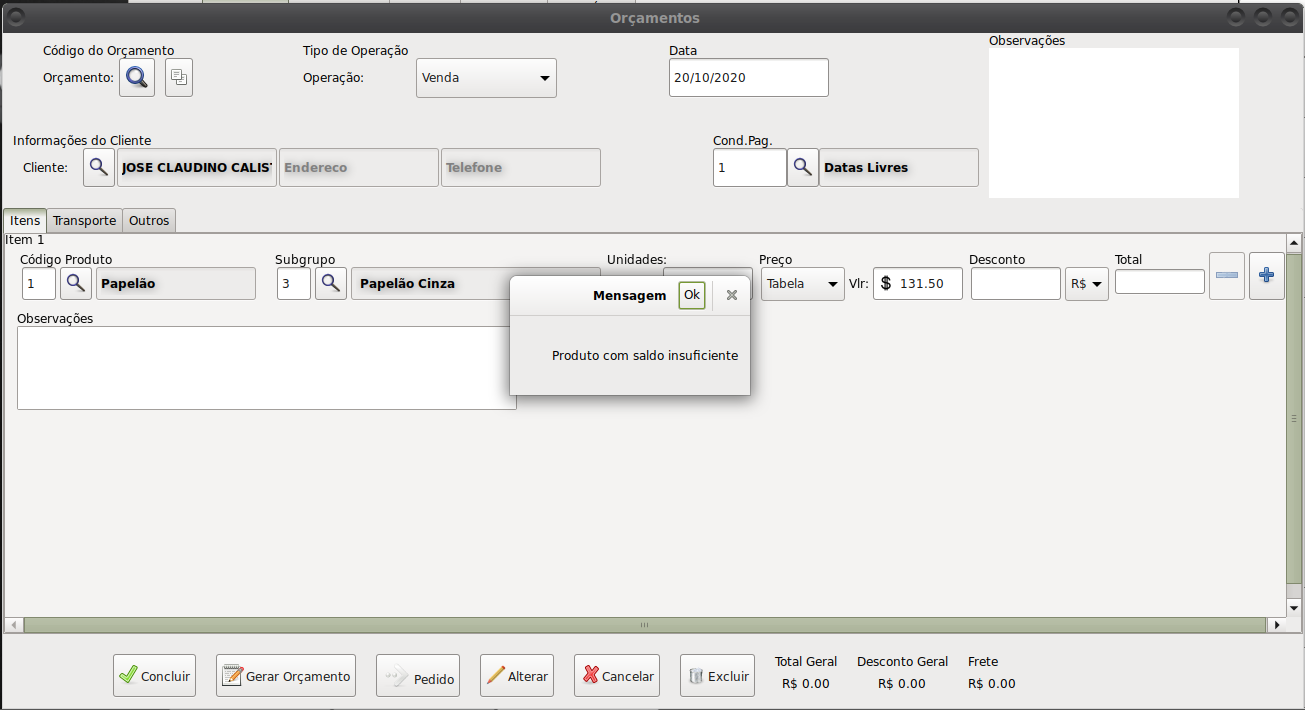 Orçamentos
Código do Orçamento
Tipo de Operação
Data
Observações
Orçamento:
Operação:
Venda
20/10/2020
Informações do Cliente
Cond.Pag.
Cliente:
JOSE CLAUDINO CALIS
Endereco
Telefone
1
Datas Livres
Itens
Transporte
Outros
Item 1
Código Produto
Subgrupo
Unidades:
Preço
Desconto
Total
1
Papelão
3
Papelão Cinza
Tabela
Vlr:
$ 131.50
R$
Mensagem
Ok
Produto com saldo insuficiente
Observações
Concluir
Gerar Orçamento
Pedido
Alterar
Cancelar
Excluir
Total Geral
Desconto Geral
Frete
R$ 0.00
R$ 0.00
R$ 0.00